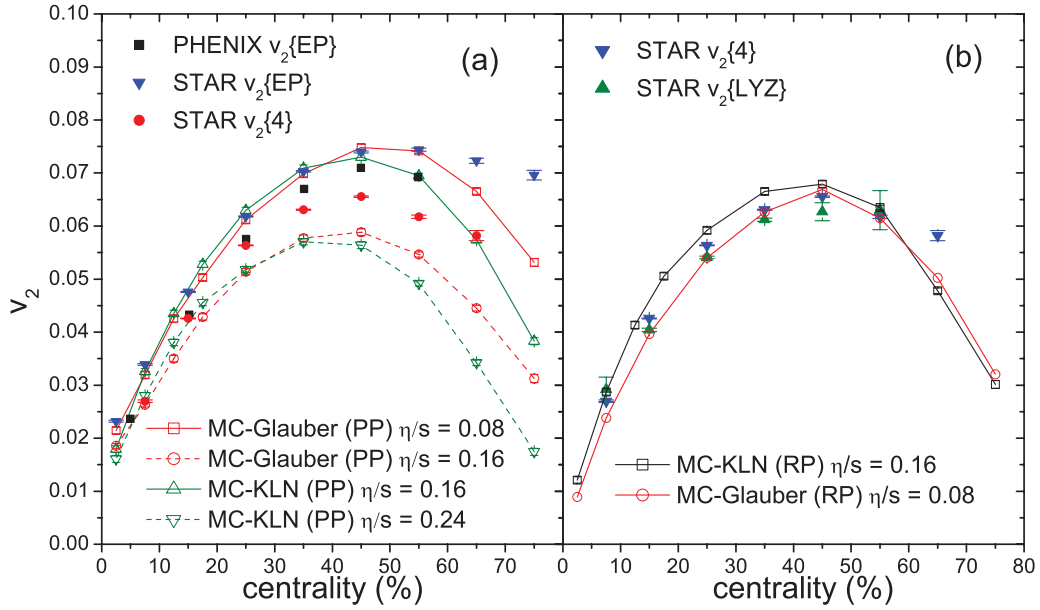 PHENIX v2{EP}
STAR v2{EP}
STAR v2{4}
(a)
MC-Glauber (PP) η/s = 0.08
MC-Glauber (PP) η/s = 0.16
MC-KLN (PP) η/s = 0.16
MC-KLN (PP) η/s = 0.24
STAR v2{4}
STAR v2{LYZ}
(b)
MC-KLN (RP) η/s = 0.16
MC-Glauber (RP) η/s = 0.08
0.10
0.09
0.08
0.07
0.06
0.05
0.04
0.03
0.02
0.01
0.00
v2
0 10 20 30 40 50 60 70
0 10 20 30 40 50 60 70 80
centrality (%)
centrality (%)